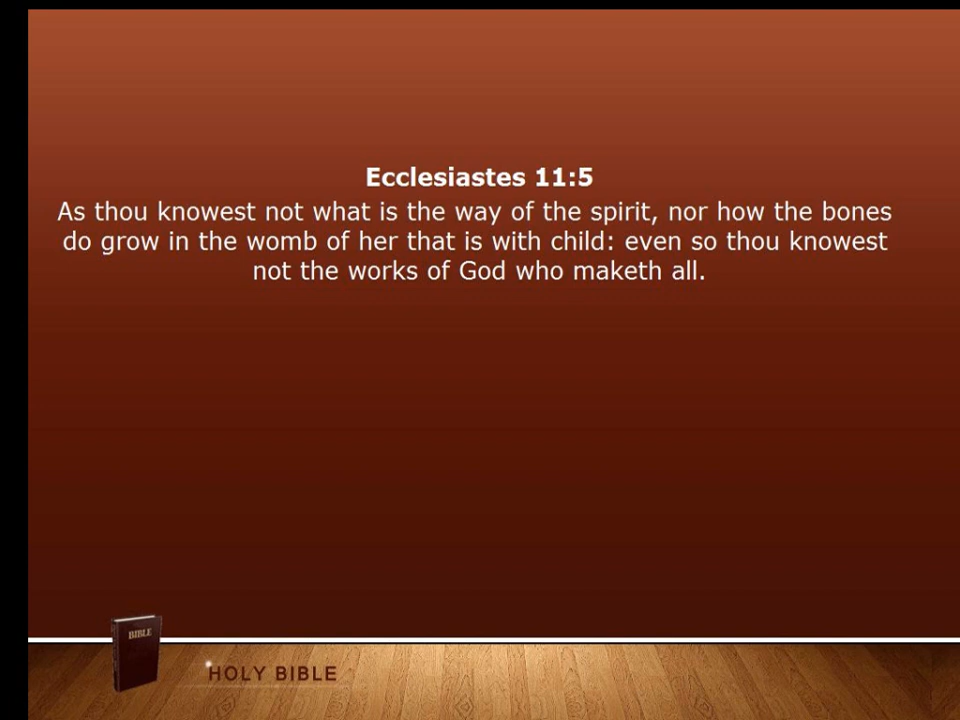 Ecclesiastes 11:5
As thou knowest not what is the way of the spirit, nor how the bones
do grow in the womb of her that is with child: even so thou knowest
not the works of God who maketh all.
BIBLE
HOLY BIBLE